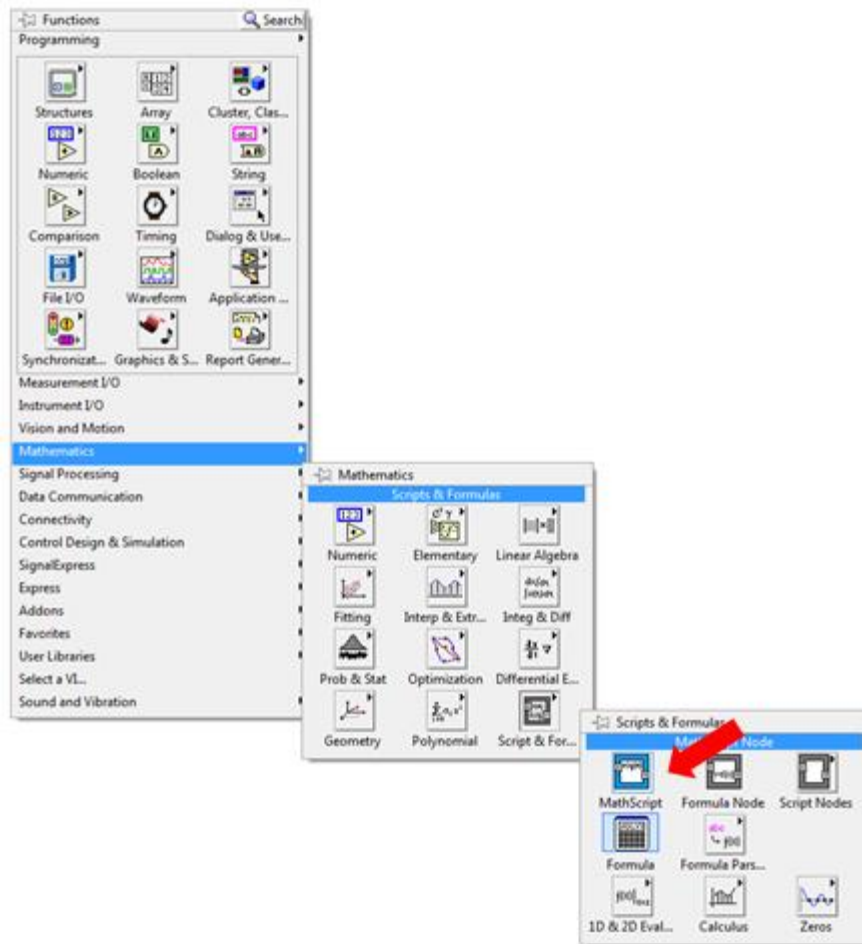 Functions Search
Programming
Structures Array Cluster, Clas...
Numeric Boolean String
Comparison Timing Dialog & Use...
File I/O Waveform Application ...
Synchronizat... Graphics & S... Report Gener...
Measurement I/O
Instrument I/O
Vision and Motion
Mathematics
Signal Processing
Data Communication
Connectivity
Control Design & Simulation
SignalExpress
Express
Addons
Favorites
User Libraries
Select a VI...
Sound and Vibration
Mathematics
Scripts & Formulas
Numeric Elementary Linear Algebra
Fitting Interp & Extr... Integ & Diff
Prob & Stat Optimization Differential E...
Geometry Polynomial Script & For...
Scripts & Formulas
Node
MathScript Formula Node Script Nodes
Formula Formula Pars...
1D & 2D Eval... Calculus Zeros